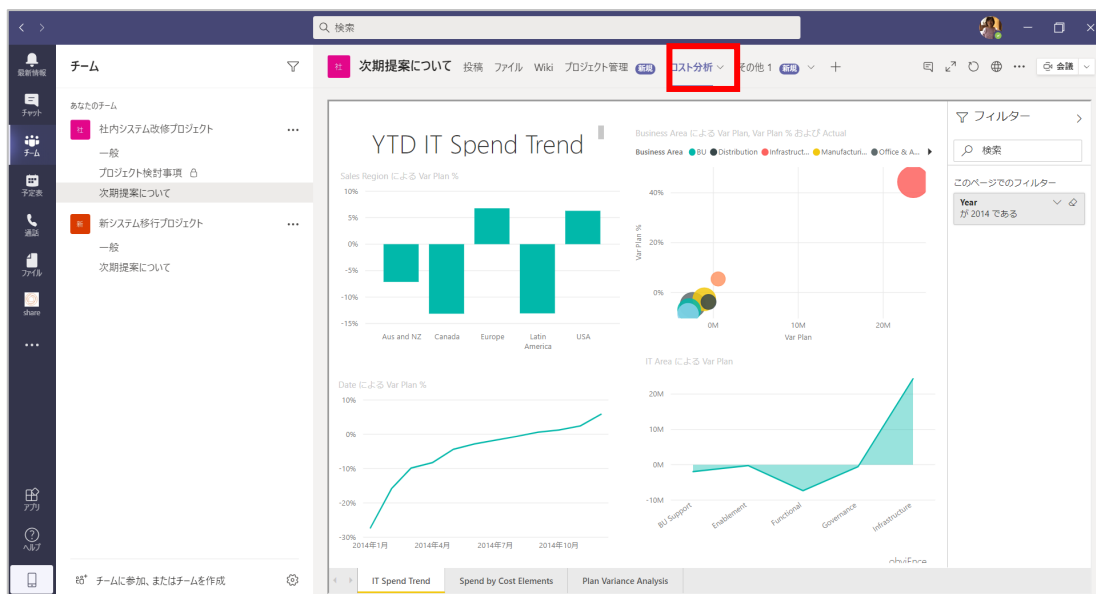 検索
最新情報
チャット
チーム
予定表
通話
ファイル
share
アプリ
ヘルプ
チーム
あなたのチーム
社 社内システム改修プロジェクト
一般
プロジェクト検討事項
次期提案について
新 新システム移行プロジェクト
一般
次期提案について
チームに参加、またはチームを作成
社 次期提案について 投稿 ファイル Wiki プロジェクト管理 新規 コスト分析 その他 1 新規 会議
YTD IT Spend Trend
Sales Region による Var Plan %
10%
5%
0%
-5%
-10%
-15%
Aus and NZ Canada Europe Latin America USA
Business Area による Var Plan, Var Plan % および Actual
Business Area BU Distribution Infrastruct... Manufacturi... Office & A...
Var Plan %
40%
20%
0%
0M 10M 20M
Var Plan
Date による Var Plan %
10%
0%
-10%
-20%
-30%
2014年1月 2014年4月 2014年7月 2014年10月
IT Area による Var Plan
20M
10M
0M
-10M
BU Support Enablement Functional Governance Infrastructure
obviEnce
フィルター
検索
このページでのフィルター
Year
が 2014 である
IT Spend Trend Spend by Cost Elements Plan Variance Analysis